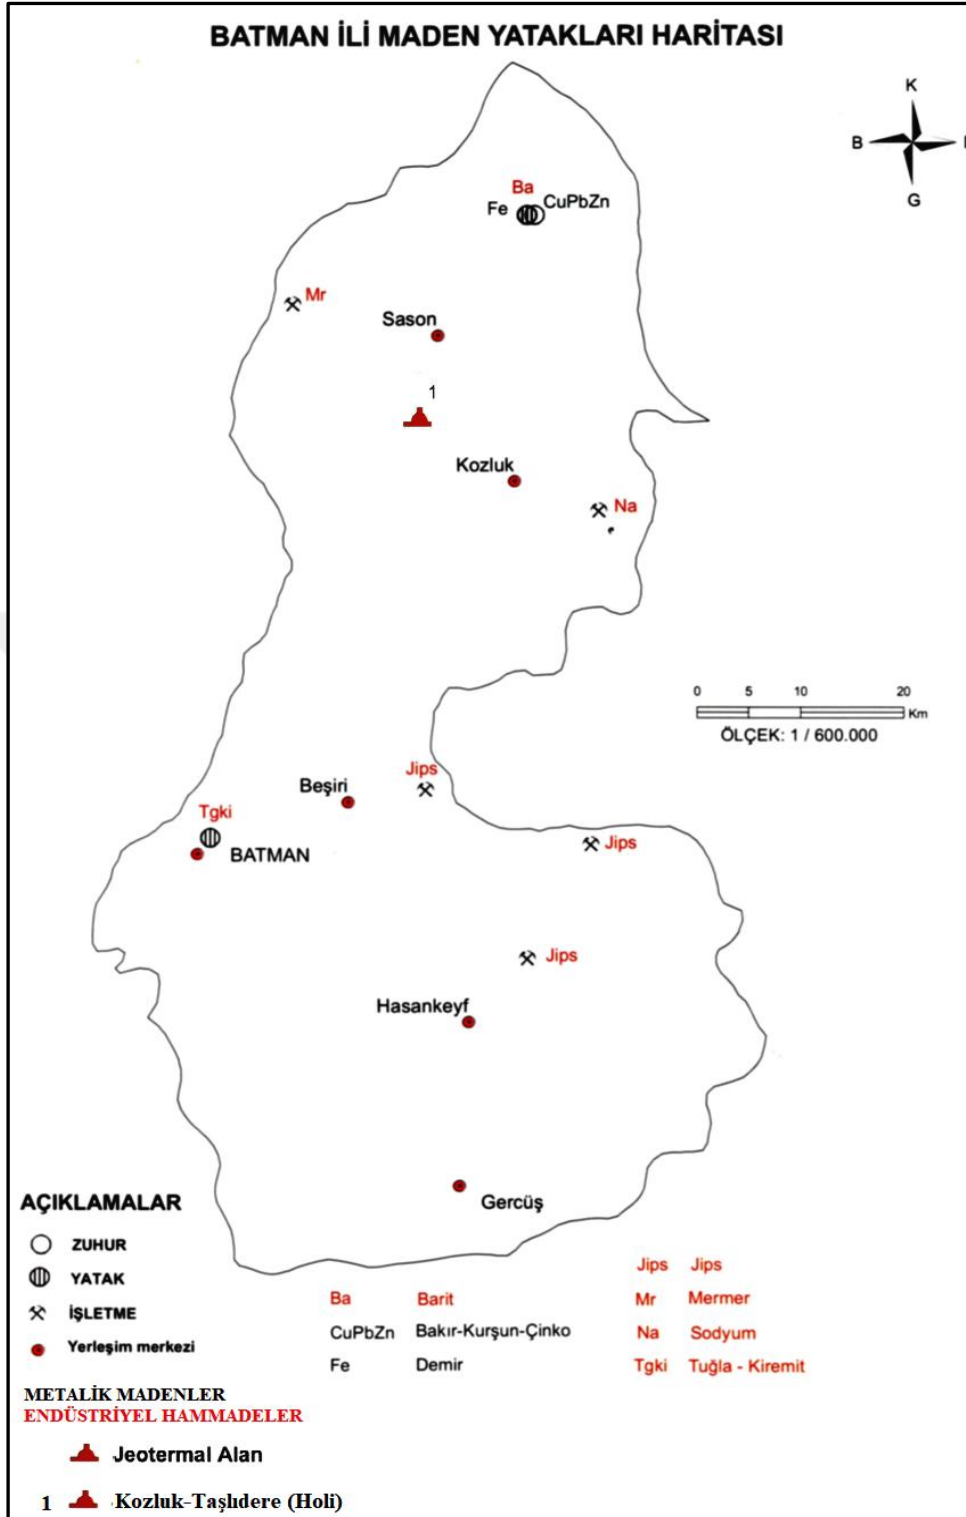 BATMAN İLİ MADEN YATAKLARI HARİTASI
K
B
G
Ba
Fe
CuPbZn
Mr
Sason
1
Kozluk
Na
0 5 10 20
Km
ÖLÇEK: 1 / 600.000
Jips
Beşiri
Tgki
BATMAN
Jips
Jips
Hasankeyf
Gercüş
AÇIKLAMALAR
ZUHUR
YATAK
İŞLETME
Yerleşim merkezi
Ba Barit
CuPbZn Bakır-Kurşun-Çinko
Fe Demir
Jips Jips
Mr Mermer
Na Sodyum
Tgki Tuğla - Kiremit
METALİK MADENLER
ENDÜSTRİYEL HAMMADELER
Jeotermal Alan
1 Kozluk-Taşlıdere (Holi)